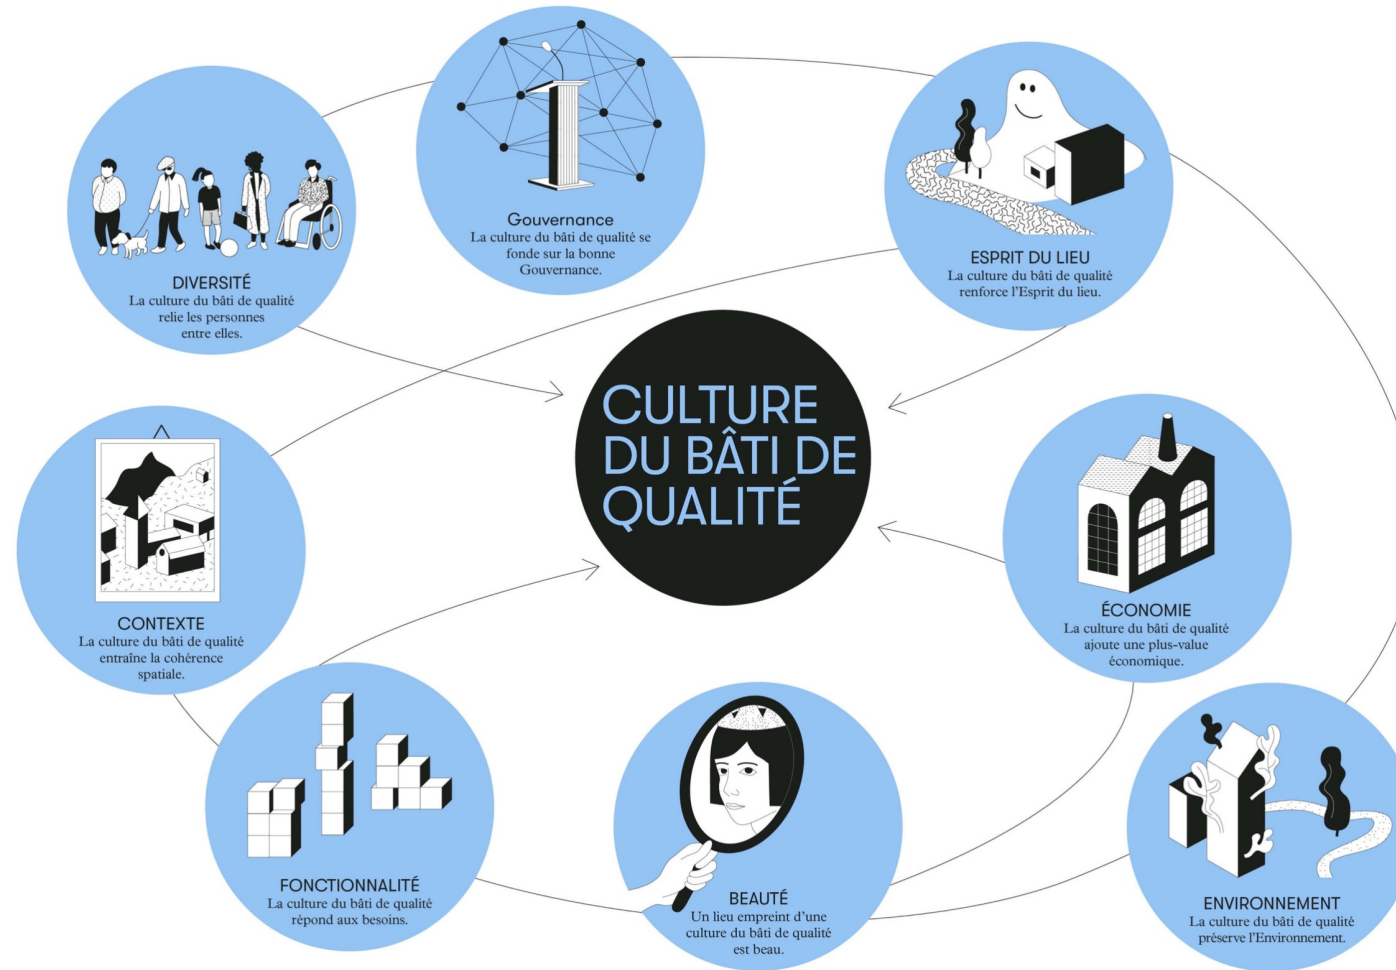 Gouvernance
La culture du bâti de qualité se
fonde sur la bonne
Gouvernance.
ESPRIT DU LIEU
La culture du bâti de qualité
renforce l’Esprit du lieu.
DIVERSITÉ
La culture du bâti de qualité
relie les personnes
entre elles.
CULTURE
DU BÂTI DE
QUALITÉ
CONTEXTE
La culture du bâti de qualité
entraîne la cohérence
spatiale.
ÉCONOMIE
La culture du bâti de qualité
ajoute une plus-value
économique.
FONCTIONNALITÉ
La culture du bâti de qualité
répond aux besoins.
BEAUTÉ
Un lieu empreint d’une
culture du bâti de qualité
est beau.
ENVIRONNEMENT
La culture du bâti de qualité
préserve l’Environnement.